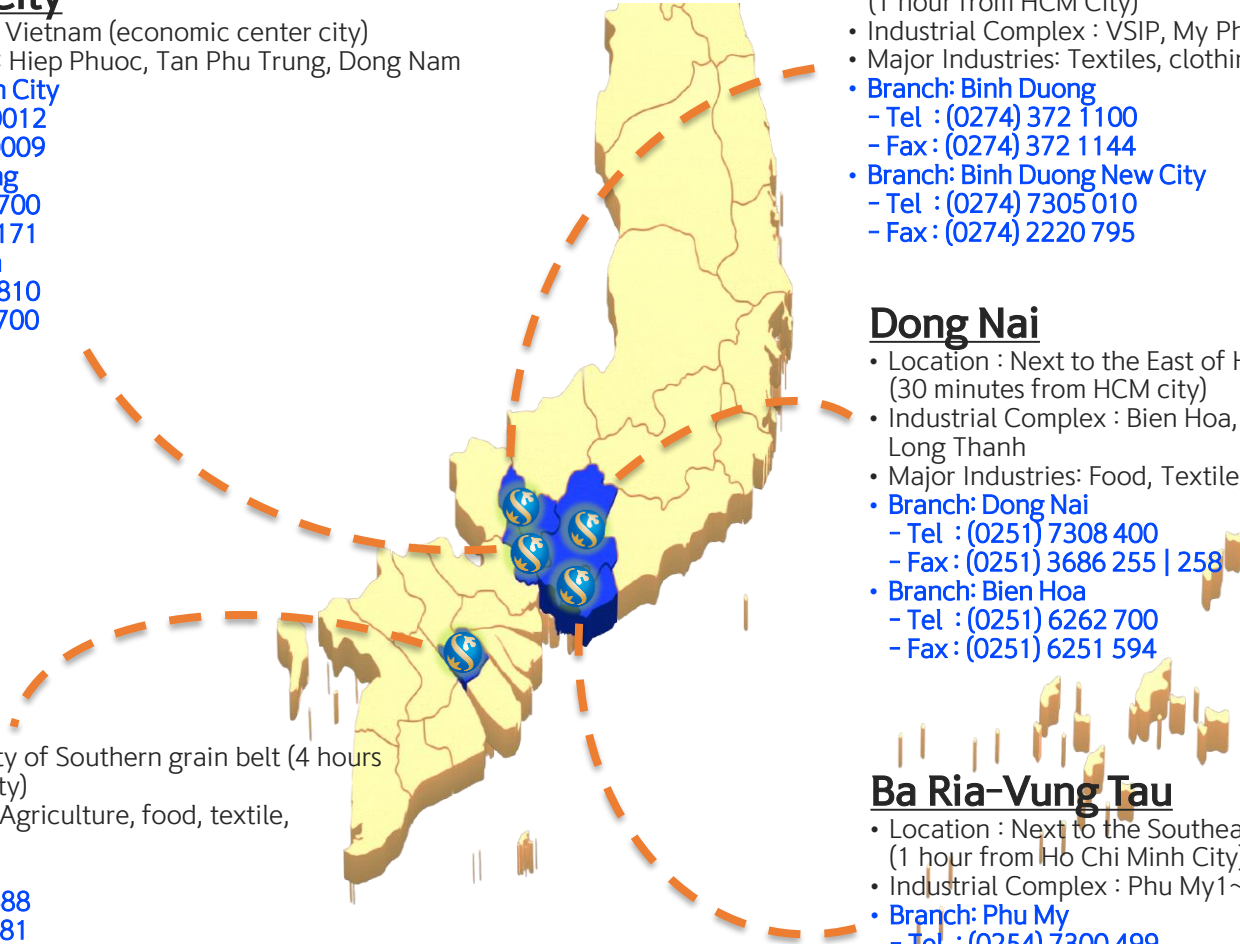 City
Vietnam (economic center city)
: Hiep Phuoc, Tan Phu Trung, Dong Nam
City
0012
0009
700
171
810
700
ty of Southern grain belt (4 hours
ty)
Agriculture, food, textile,
88
81
(1 hour from HCM City)
• Industrial Complex : VSIP, My Ph
• Major Industries: Textiles, clothin
• Branch: Binh Duong
- Tel : (0274) 372 1100
- Fax : (0274) 372 1144
• Branch: Binh Duong New City
- Tel : (0274) 7305 010
- Fax : (0274) 2220 795
Dong Nai
• Location : Next to the East of H
(30 minutes from HCM city)
• Industrial Complex : Bien Hoa,
Long Thanh
• Major Industries: Food, Textile
• Branch: Dong Nai
- Tel : (0251) 7308 400
- Fax : (0251) 3686 255 | 258
• Branch: Bien Hoa
- Tel : (0251) 6262 700
- Fax : (0251) 6251 594
Ba Ria-Vung Tau
• Location : Next to the Southea
(1 hour from Ho Chi Minh City)
• Industrial Complex : Phu My1~
• Branch: Phu My
- Tel : (0254) 7300 499